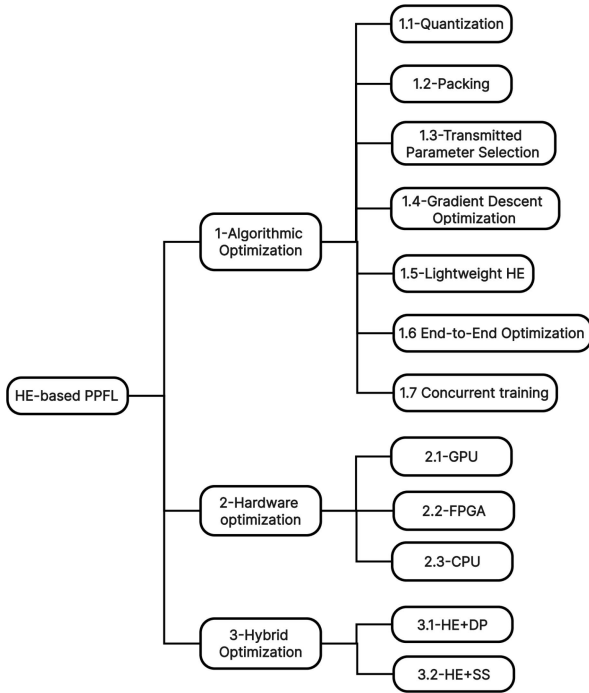 HE-based PPFL
1-Algorithmic
Optimization
1.1-Quantization
1.2-Packing
1.3-Transmitted
Parameter Selection
1.4-Gradient Descent
Optimization
1.5-Lightweight HE
1.6 End-to-End Optimization
1.7 Concurrent training
2-Hardware
optimization
2.1-GPU
2.2-FPGA
2.3-CPU
3-Hybrid
Optimization
3.1-HE+DP
3.2-HE+SS